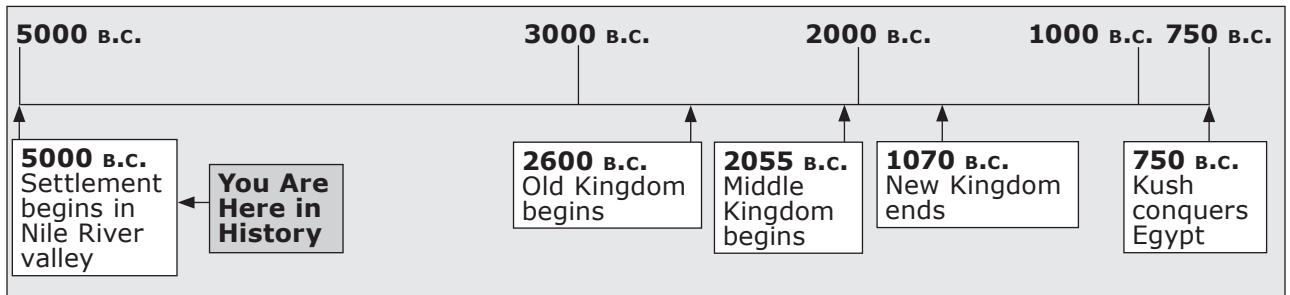 5000 B.C.
3000 B.C.
2000 B.C.
1000 B.C.
750 B.C.
5000 B.C.
Settlement
begins in
Nile River
valley
You Are
Here in
History
2600 B.C.
Old Kingdom
begins
2055 B.C.
Middle
Kingdom
begins
1070 B.C.
New Kingdom
ends
750 B.C.
Kush
conquers
Egypt